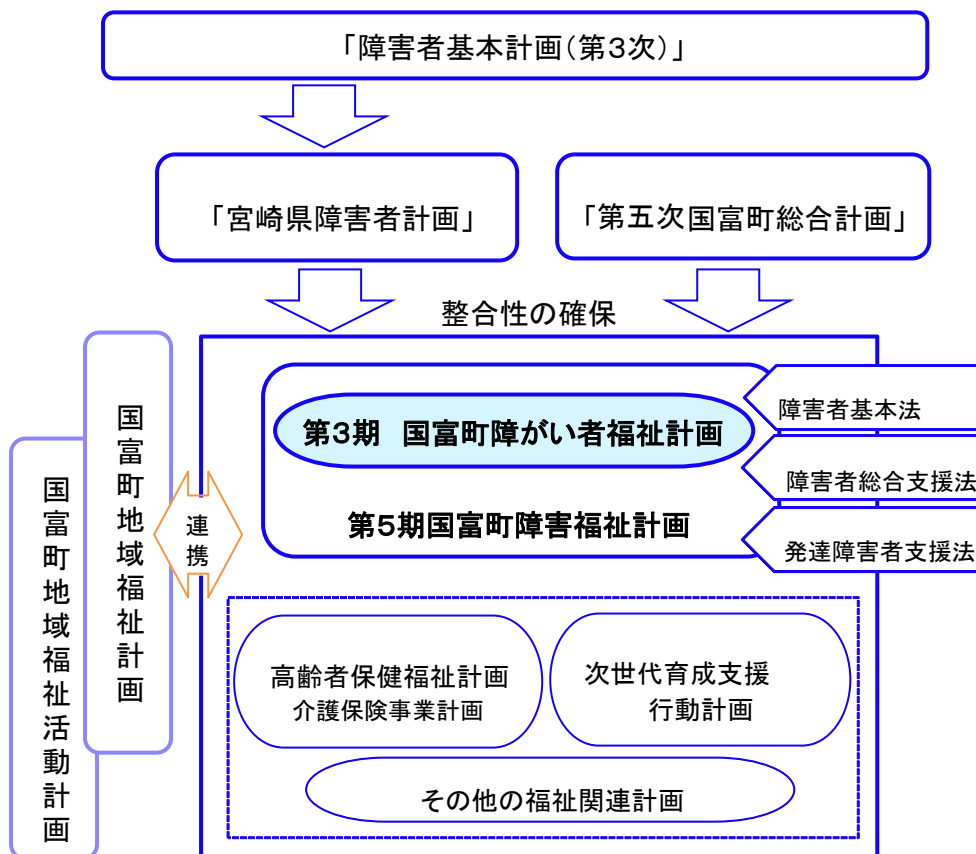 「障害者基本計画(第3次)」
「宮崎県障害者計画」
「第五次国富町総合計画」
整合性の確保
国富町地域福祉活動計画
国富町地域福祉計画
連携
第3期　国富町障がい者福祉計画
第5期国富町障害福祉計画
障害者基本法
障害者総合支援法
発達障害者支援法
高齢者保健福祉計画
介護保険事業計画
次世代育成支援
行動計画
その他の福祉関連計画